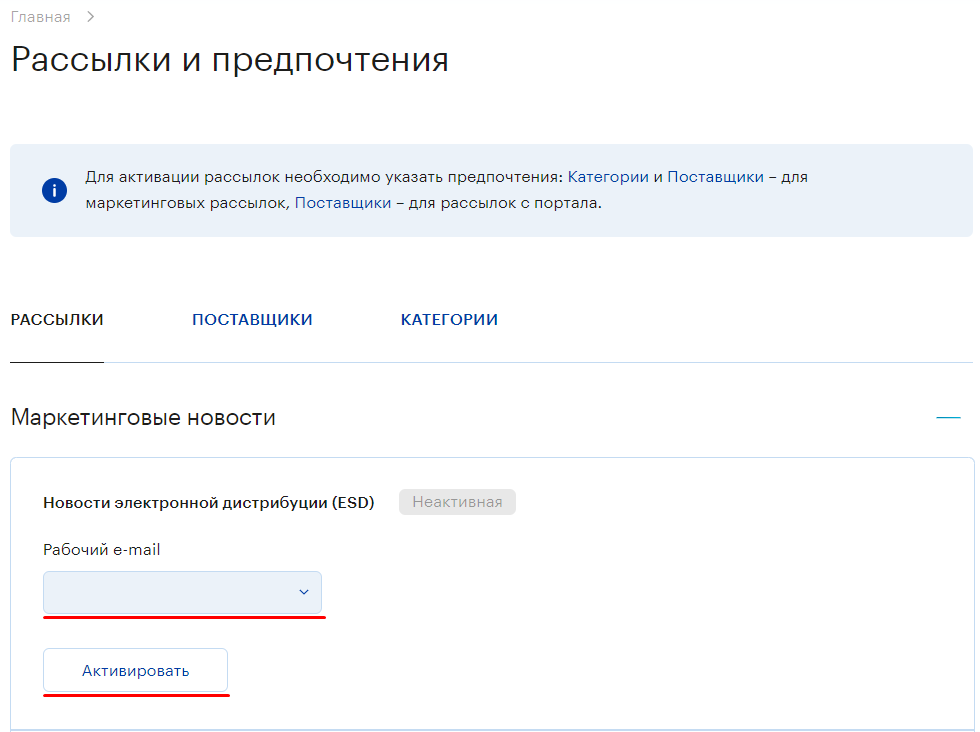 Главная
Рассылки и предпочтения
Для активации рассылок необходимо указать предпочтения: Категории и Поставщики – для
маркетинговых рассылок, Поставщики – для рассылок с портала.
РАССЫЛКИ ПОСТАВЩИКИ КАТЕГОРИИ
Маркетинговые новости
Новости электронной дистрибуции (ESD) Неактивная
Рабочий e-mail
Активировать